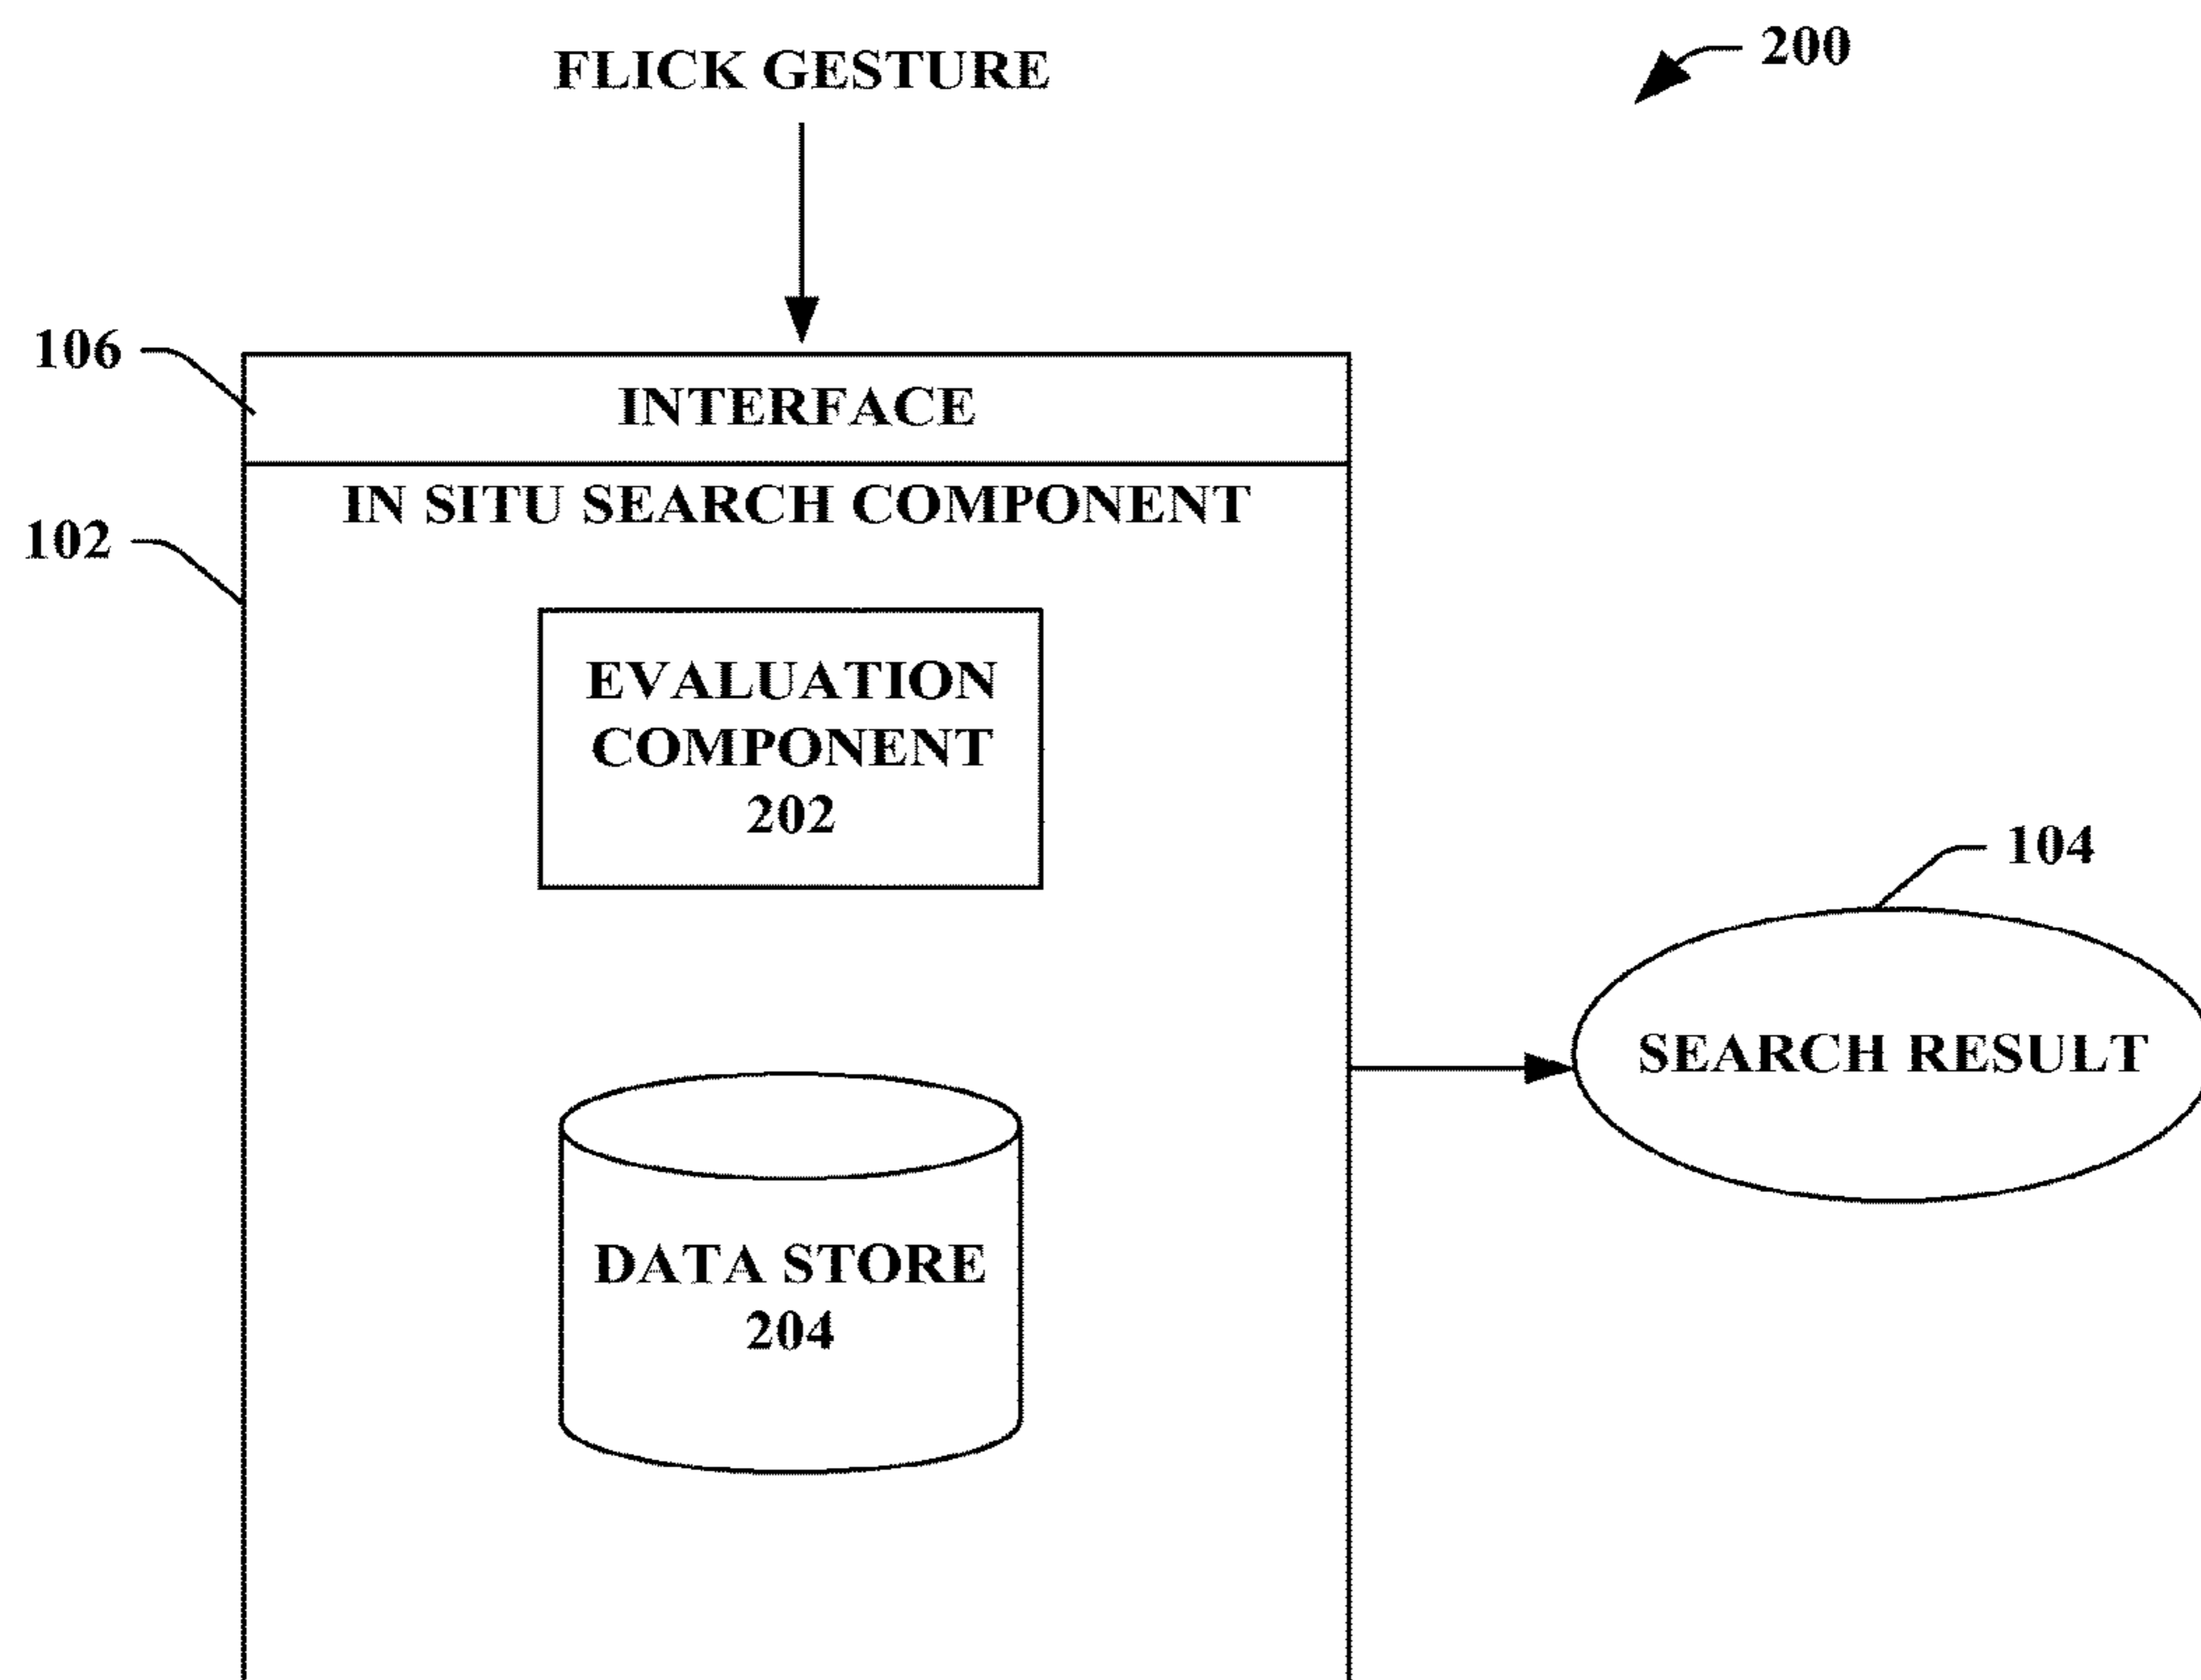 FLICK GESTURE
200
106
INTERFACE
IN SITU SEARCH COMPONENT
102
EVALUATION
COMPONENT
202
104
SEARCH RESULT
DATA STORE
204